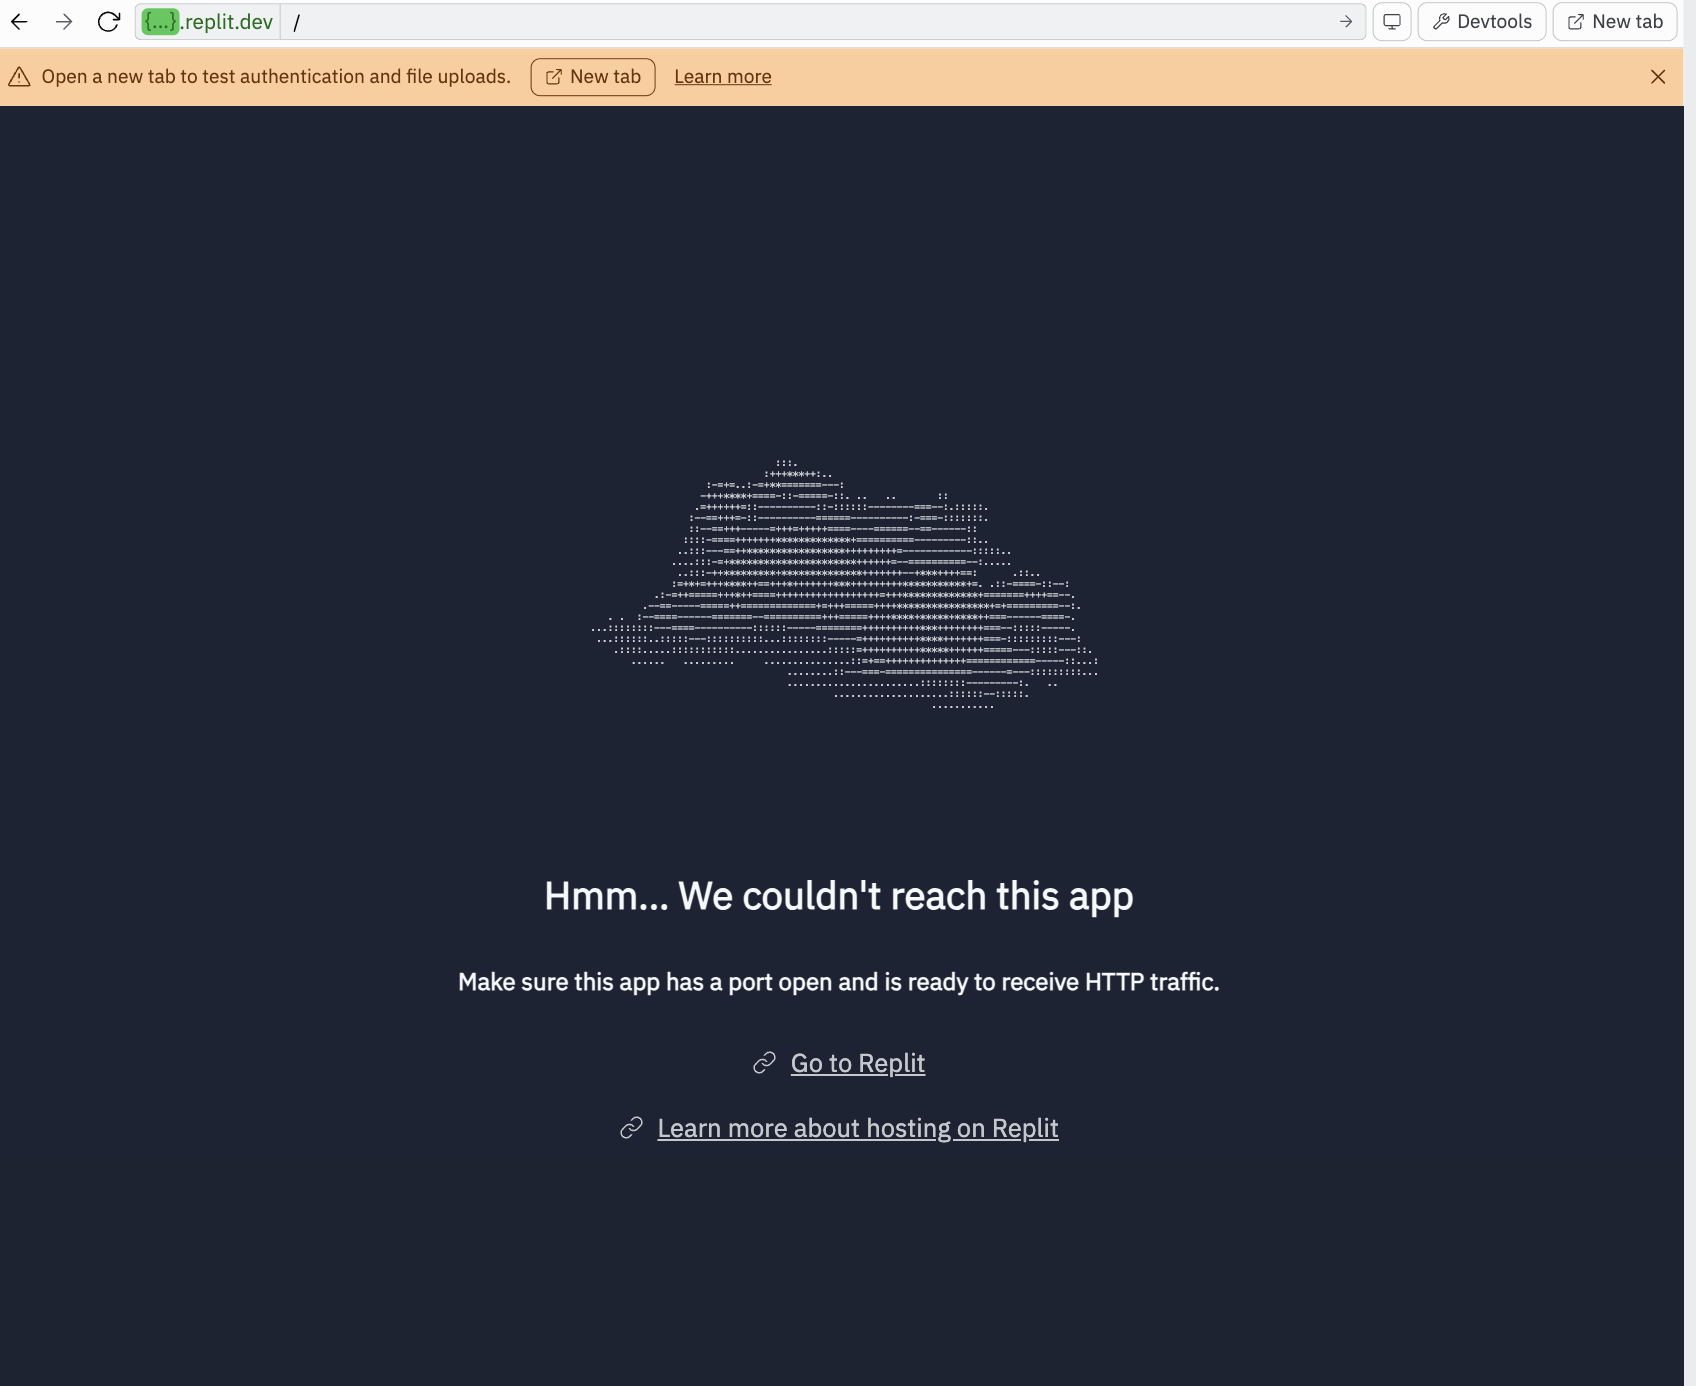 {...}.replit.dev / Devtools New tab
Open a new tab to test authentication and file uploads. New tab Learn more
Hmm... We couldn't reach this app
Make sure this app has a port open and is ready to receive HTTP traffic.
Go to Replit
Learn more about hosting on Replit